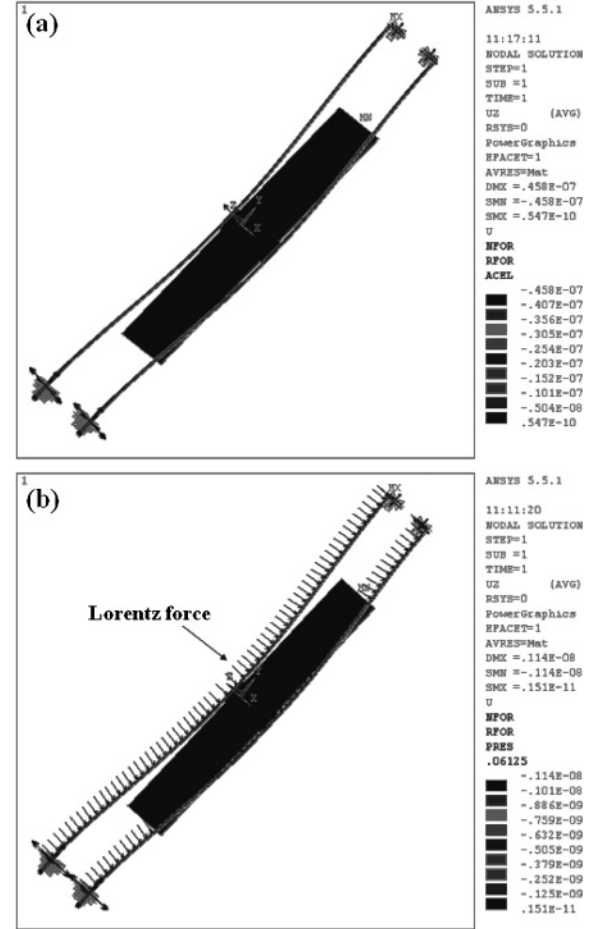 1
(a)
MX
MN
Z
Y
X
ANSYS 5.5.1
11:17:11
NODAL SOLUTION
STEP=1
SUB =1
TIME=1
UZ (AVG)
RSYS=0
PowerGraphics
EFACET=1
AVRES=Mat
DMX =.458E-07
SMN =-.458E-07
SMX =.547E-10
U
NFOR
RFOR
ACEL
-.458E-07
-.407E-07
-.356E-07
-.305E-07
-.254E-07
-.203E-07
-.152E-07
-.101E-07
-.504E-08
.547E-10
1
(b)
MX
MN
Lorentz force
Z
X
ANSYS 5.5.1
11:11:20
NODAL SOLUTION
STEP=1
SUB =1
TIME=1
UZ (AVG)
RSYS=0
PowerGraphics
EFACET=1
AVRES=Mat
DMX =.114E-08
SMN =-.114E-08
SMX =.151E-11
U
NFOR
RFOR
PRES
.06125
-.114E-08
-.101E-08
-.886E-09
-.759E-09
-.632E-09
-.505E-09
-.379E-09
-.252E-09
-.125E-09
.151E-11